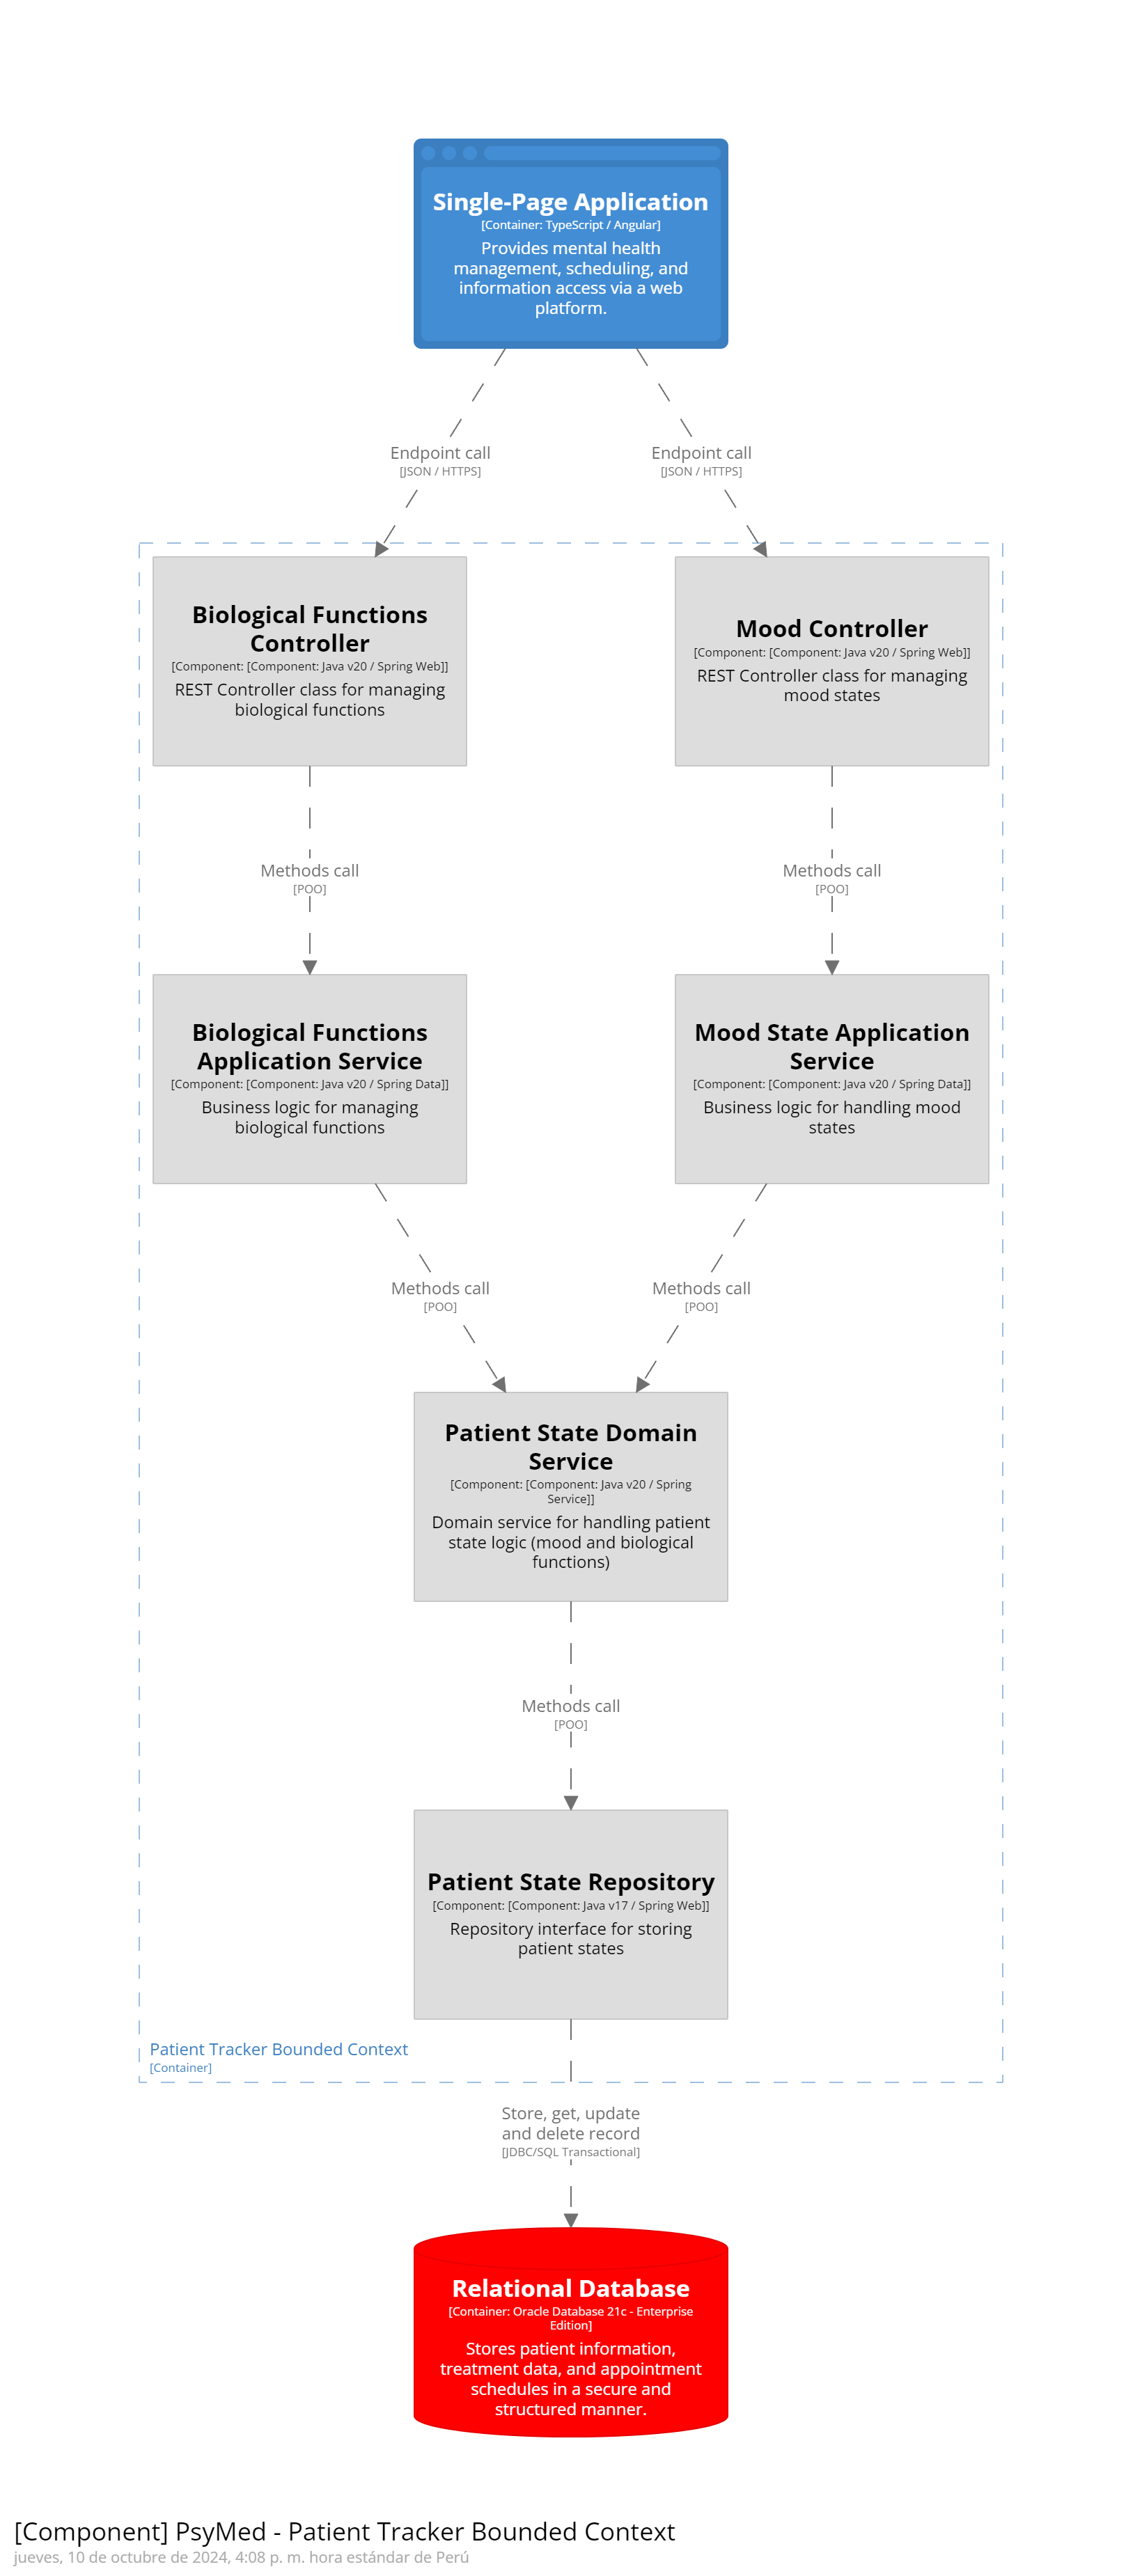 Single-Page Application
[Container: TypeScript / Angular]
Provides mental health
management, scheduling, and
information access via a web
platform.
Endpoint call
[JSON / HTTPS]
Endpoint call
[JSON / HTTPS]
Biological Functions
Controller
[Component: [Component: Java v20 / Spring Web]]
REST Controller class for managing
biological functions
Mood Controller
[Component: [Component: Java v20 / Spring Web]]
REST Controller class for managing
mood states
Methods call
[POO]
Methods call
[POO]
Biological Functions
Application Service
[Component: [Component: Java v20 / Spring Data]]
Business logic for managing
biological functions
Mood State Application
Service
[Component: [Component: Java v20 / Spring Data]]
Business logic for handling mood
states
Methods call
[POO]
Methods call
[POO]
Patient State Domain
Service
[Component: [Component: Java v20 / Spring
Service]]
Domain service for handling patient
state logic (mood and biological
functions)
Methods call
[POO]
Patient State Repository
[Component: [Component: Java v17 / Spring Web]]
Repository interface for storing
patient states
Patient Tracker Bounded Context
[Container]
Store, get, update
and delete record
[JDBC/SQL Transactional]
Relational Database
[Container: Oracle Database 21c - Enterprise
Edition]
Stores patient information,
treatment data, and appointment
schedules in a secure and
structured manner.
[Component] PsyMed - Patient Tracker Bounded Context
jueves, 10 de octubre de 2024, 4:08 p. m. hora estándar de Perú